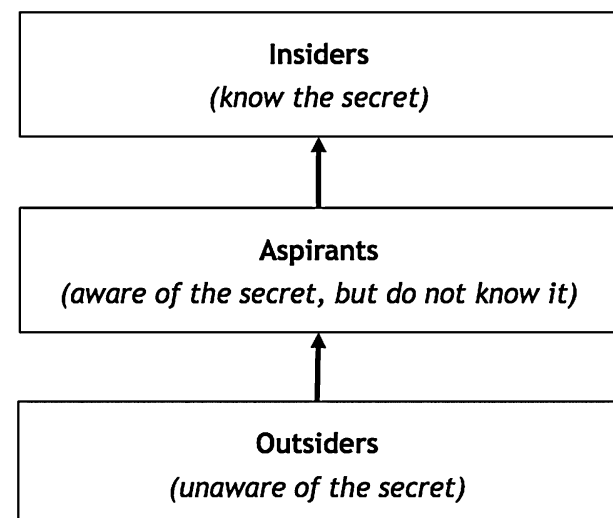 Insiders
(know the secret)
Aspirants
(aware of the secret, but do not know it)
Outsiders
(unaware of the secret)